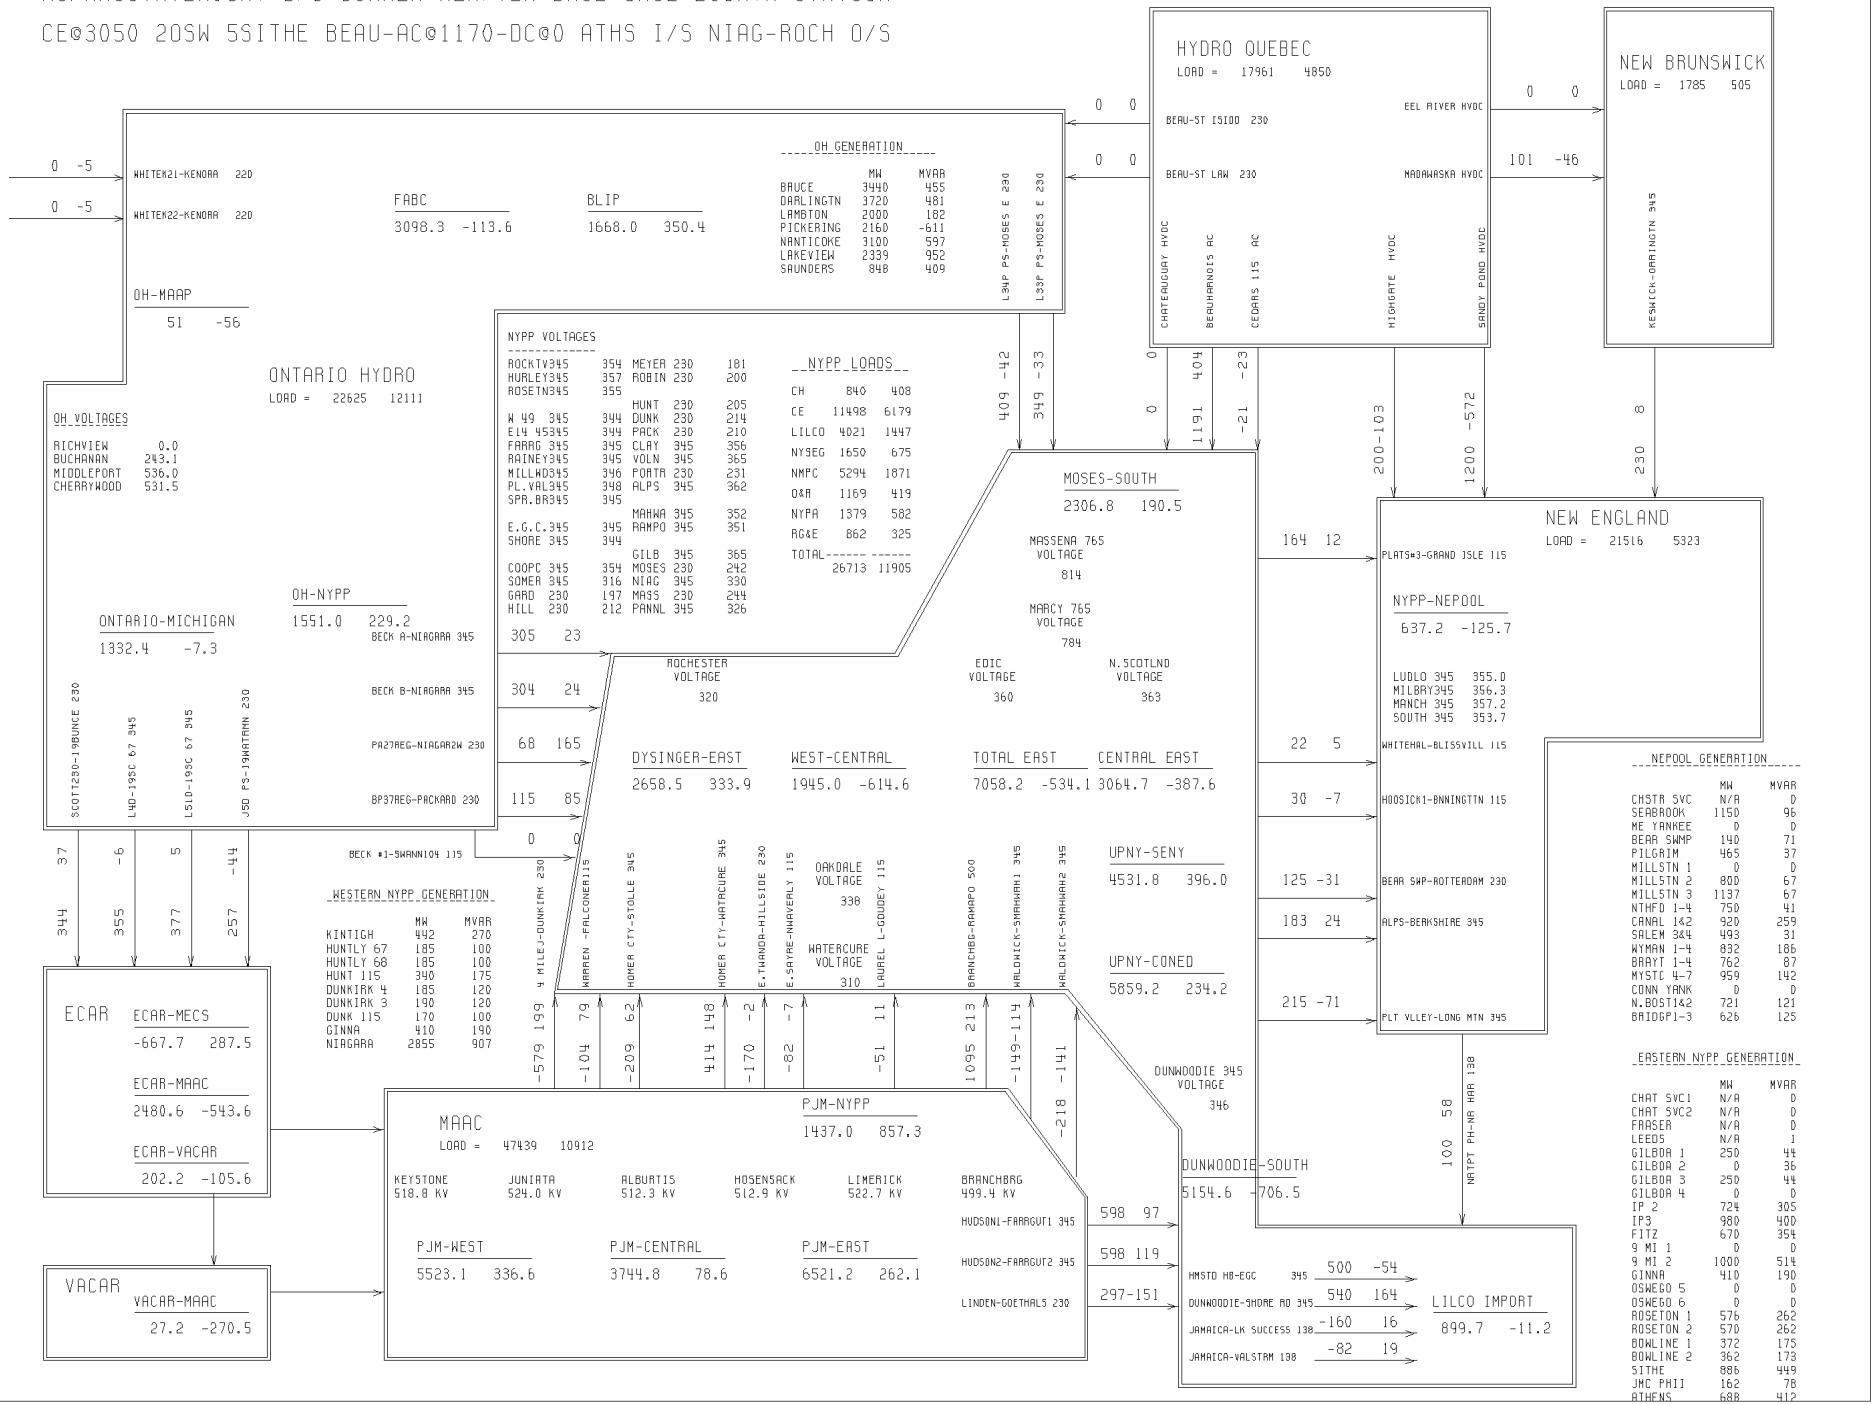 CE@3050 20SW 5SITHE BEAU-AC@1170-DC@0 ATHS I/S NIAG-ROCH O/S
HYDRO QUEBEC
LOAD = 17961 4850
BEAU-ST ISIDO 230
BEAU-ST LAW 230
EEL RIVER HVDC
MADAWASKA HVDC
CHATEAUGUAY HVDC
BEAUHARNOIS AC
CEDARS 115 AC
HIGHGATE HVDC
SANDY POND HVDC
0 0
0 0
0 0
101 -46
NEW BRUNSWICK
LOAD = 1785 505
KESWICK-ORRINGTN 345
0 -5
0 -5
WHITEK21-KENORA 220
WHITEK22-KENORA 220
FABC
3098.3 -113.6
BLIP
1668.0 350.4
OH GENERATION
MW MVAR
BRUCE 3440 455
DARLINGTN 3720 481
LAMBTON 2000 182
PICKERING 2160 -611
NANTICOKE 3100 597
LAKEVIEW 2339 952
SAUNDERS 848 409
L34P PS-MOSES E 230
L33P PS-MOSES E 230
OH-MAAP
51 -56
ONTARIO HYDRO
LOAD = 22625 12111
OH VOLTAGES
RICHVIEW 0.0
BUCHANAN 243.1
MIDDLEPORT 536.0
CHERRYWOOD 531.5
OH-NYPP
1551.0 229.2
ONTARIO-MICHIGAN
1332.4 -7.3
BECK A-NIAGARA 345
BECK B-NIAGARA 345
PA27REG-NIAGAR2W 230
BP37REG-PACKARD 230
BECK #1-SWANN104 115
305 23
304 24
68 165
115 85
0 0
SCOTT230-19BUNCE 230
L4D-19SC 67 345
L51D-19SC 67 345
J5D PS-19WATRMN 230
344 37
355 -6
377 5
257 -44
NYPP VOLTAGES
ROCKTV345 354 MEYER 230 181
HURLEY345 357 ROBIN 230 200
ROSETN345 355
HUNT 230 205
W 49 345 344 DUNK 230 214
E14 45345 344 PACK 230 210
FARRG 345 345 CLAY 345 356
RAINEY345 345 VOLN 345 365
MILLWD345 346 PORTR 230 231
PL.VAL345 348 ALPS 345 362
SPR.BR345 345
MAHWA 345 352
E.G.C.345 345 RAMPO 345 351
SHORE 345 344
GILB 345 365
COOPC 345 354 MOSES 230 242
SOMER 345 316 NIAG 345 330
GARD 230 197 MASS 230 244
HILL 230 212 PANNL 345 326
NYPP LOADS
CH 840 408
CE 11498 6179
LILCO 4021 1447
NYSEG 1650 675
NMPC 5294 1871
O&R 1169 419
NYPA 1379 582
RG&E 862 325
TOTAL------ ------
26713 11905
409 -42
349 -33
0 0
1191 404
-21 -23
200-103
1200 -572
230 8
MOSES-SOUTH
2306.8 190.5
MASSENA 765
VOLTAGE
814
MARCY 765
VOLTAGE
784
ROCHESTER
VOLTAGE
320
EDIC
VOLTAGE
360
N.SCOTLND
VOLTAGE
363
DYSINGER-EAST
2658.5 333.9
WEST-CENTRAL
1945.0 -614.6
TOTAL EAST
7058.2 -534.1
CENTRAL EAST
3064.7 -387.6
UPNY-SENY
4531.8 396.0
UPNY-CONED
5859.2 234.2
OAKDALE
VOLTAGE
338
WATERCURE
VOLTAGE
310
4 MILEJ-DUNKIRK 230
WARREN -FALCONER115
HOMER CTY-STOLLE 345
HOMER CTY-WATRCURE 345
E.TWANDA-HILLSIDE 230
E.SAYRE-NWAVERLY 115
LAUREL L-GOUDEY 115
BRANCHBG-RAMAPO 500
WALDWICK-SMAHWAH1 345
WALDWICK-SMAHWAH2 345
-579 199
-104 79
-209 62
414 148
-170 -2
-82 -7
-51 11
1095 213
-149-114
-218 -141
164 12
22 5
30 -7
125 -31
183 24
215 -71
NEW ENGLAND
LOAD = 21516 5323
PLATS#3-GRAND ISLE 115
NYPP-NEPOOL
637.2 -125.7
LUDLO 345 355.0
MILBRY345 356.3
MANCH 345 357.2
SOUTH 345 353.7
WHITEHAL-BLISSVILL 115
HOOSICK1-BNNINGTTN 115
BEAR SWP-ROTTERDAM 230
ALPS-BERKSHIRE 345
PLT VLLEY-LONG MTN 345
100 58
NRTPT PH-NR HAR 138
NEPOOL GENERATION
MW MVAR
CHSTR SVC N/A 0
SEABROOK 1150 96
ME YANKEE 0 0
BEAR SWMP 140 71
PILGRIM 465 37
MILLSTN 1 0 0
MILLSTN 2 800 67
MILLSTN 3 1137 67
NTHFD 1-4 750 41
CANAL 1&2 920 259
SALEM 3&4 493 31
WYMAN 1-4 832 186
BRAYT 1-4 762 87
MYSTC 4-7 959 142
CONN YANK 0 0
N.BOST1&2 721 121
BRIDGP1-3 626 125
EASTERN NYPP GENERATION
MW MVAR
CHAT SVC1 N/A 0
CHAT SVC2 N/A 0
FRASER N/A 0
LEEDS N/A 1
GILBOA 1 250 44
GILBOA 2 0 36
GILBOA 3 250 44
GILBOA 4 0 0
IP 2 724 305
IP3 980 400
FITZ 670 354
9 MI 1 0 0
9 MI 2 1000 514
GINNA 410 190
OSWEGO 5 0 0
OSWEGO 6 0 0
ROSETON 1 576 262
ROSETON 2 570 262
BOWLINE 1 372 175
BOWLINE 2 362 173
SITHE 886 449
JMC PHII 162 78
ATHENS 688 412
WESTERN NYPP GENERATION
MW MVAR
KINTIGH 442 270
HUNTLY 67 185 100
HUNTLY 68 185 100
HUNT 115 340 175
DUNKIRK 4 185 120
DUNKIRK 3 190 120
DUNK 115 170 100
GINNA 410 190
NIAGARA 2855 907
ECAR
ECAR-MECS
-667.7 287.5
ECAR-MAAC
2480.6 -543.6
ECAR-VACAR
202.2 -105.6
VACAR
VACAR-MAAC
27.2 -270.5
MAAC
LOAD = 47439 10912
PJM-NYPP
1437.0 857.3
KEYSTONE
518.8 KV
JUNIATA
524.0 KV
ALBURTIS
512.3 KV
HOSENSACK
512.9 KV
LIMERICK
522.7 KV
BRANCHBRG
499.4 KV
PJM-WEST
5523.1 336.6
PJM-CENTRAL
3744.8 78.6
PJM-EAST
6521.2 262.1
HUDSON1-FARRGUT1 345
HUDSON2-FARRGUT2 345
LINDEN-GOETHALS 230
598 97
598 119
297-151
DUNWOODIE 345
VOLTAGE
346
DUNWOODIE-SOUTH
5154.6 -706.5
HMSTD HB-EGC 345 500 -54
DUNWOODIE-SHORE RD 345 540 164
JAMAICA-LK SUCCESS 138 -160 16
JAMAICA-VALSTRM 138 -82 19
LILCO IMPORT
899.7 -11.2